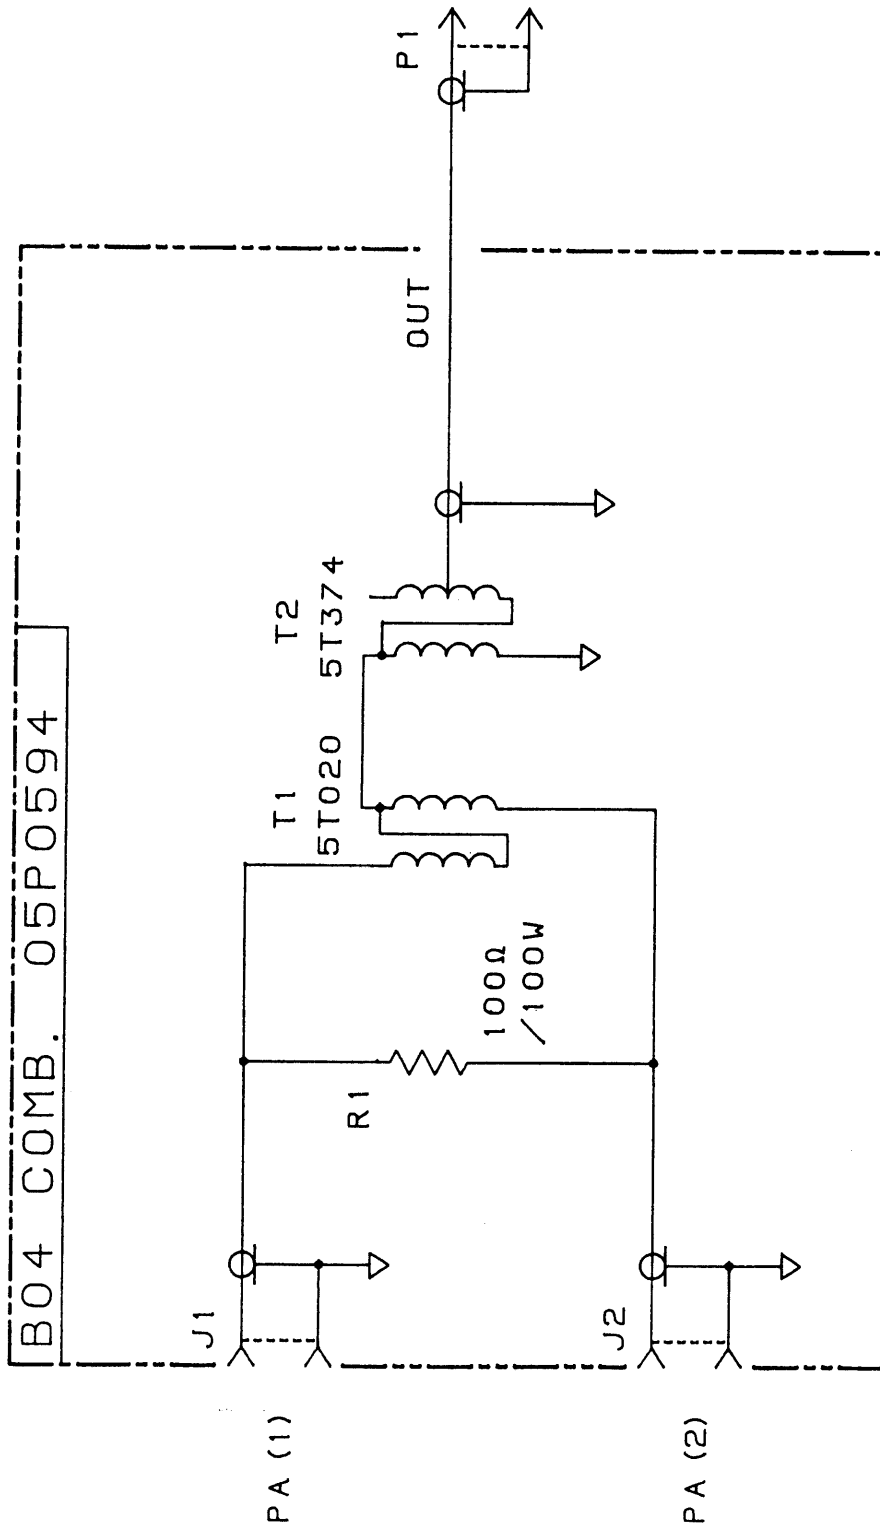 B04 COMB. 05P0594
PA (1)
J1
R1
100Ω
/100W
T1
5T020
T2
5T374
OUT
P1
PA (2)
J2